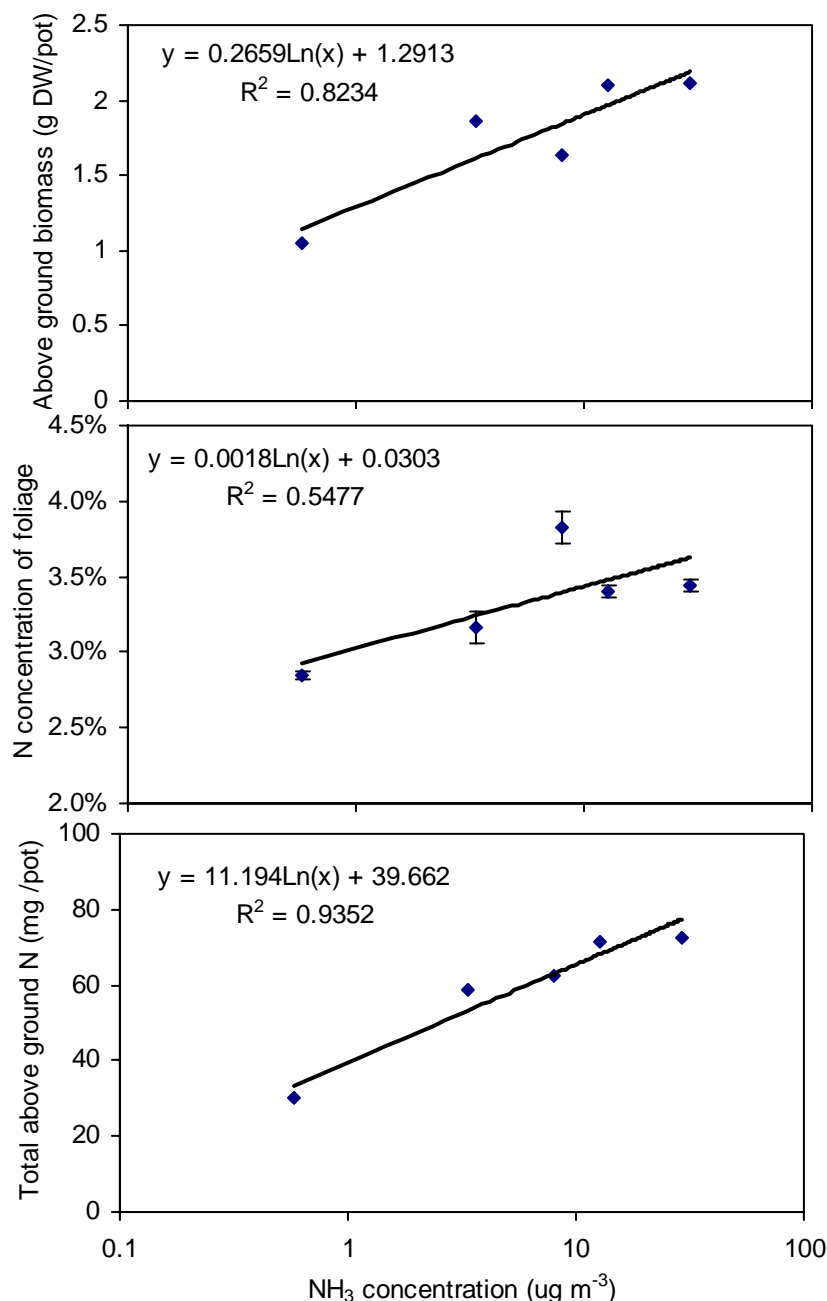 Above ground biomass (g DW/pot)
2.5
2
1.5
1
0.5
0
y = 0.2659Ln(x) + 1.2913
R² = 0.8234
N concentration of foliage
4.5%
4.0%
3.5%
3.0%
2.5%
2.0%
y = 0.0018Ln(x) + 0.0303
R² = 0.5477
Total above ground N (mg /pot)
100
80
60
40
20
0
y = 11.194Ln(x) + 39.662
R² = 0.9352
0.1 1 10 100
NH₃ concentration (ug m⁻³)